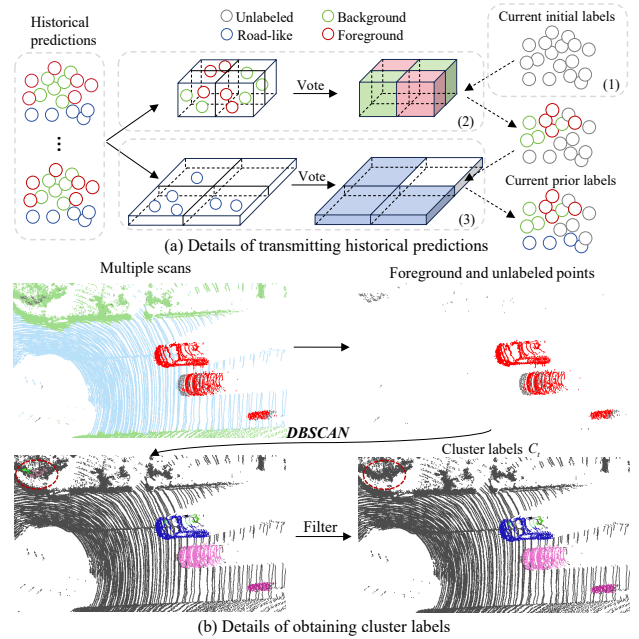 Historical predictions
Unlabeled
Background
Road-like
Foreground
Current initial labels
(1)
Vote
(2)
Vote
(3)
Current prior labels
(a) Details of transmitting historical predictions
Multiple scans
Foreground and unlabeled points
DBSCAN
Cluster labels Cₜ
Filter
(b) Details of obtaining cluster labels